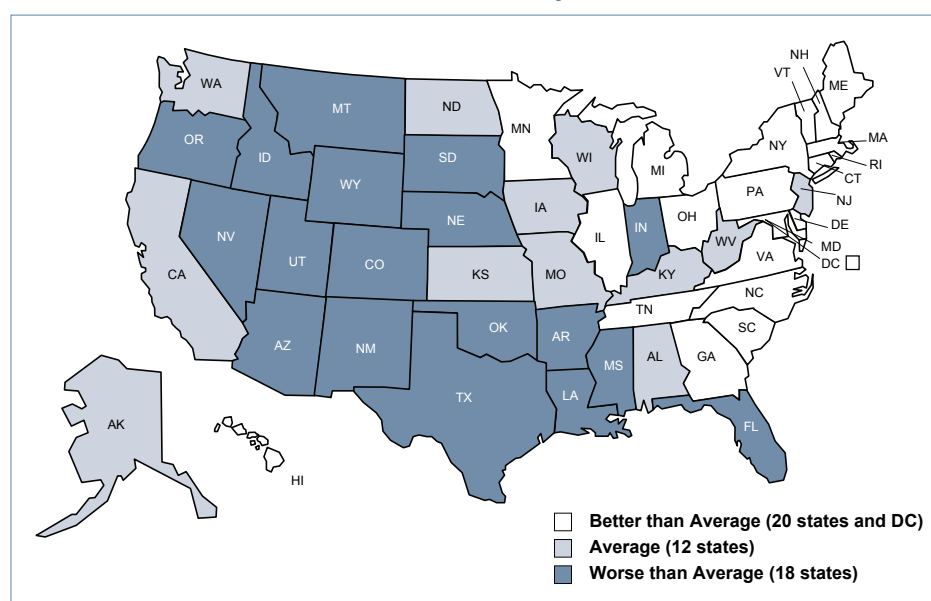 NH
VT
ME
WA
MT
ND
MN
OR
ID
SD
WI
MI
NY
MA
RI
CT
WY
PA
NJ
NE
IA
OH
DE
NV
UT
CO
IL
IN
WV
MD
VA
DC
CA
KS
MO
KY
NC
TN
AZ
NM
OK
AR
SC
MS
AL
GA
TX
LA
FL
AK
HI
Better than Average (20 states and DC)
Average (12 states)
Worse than Average (18 states)